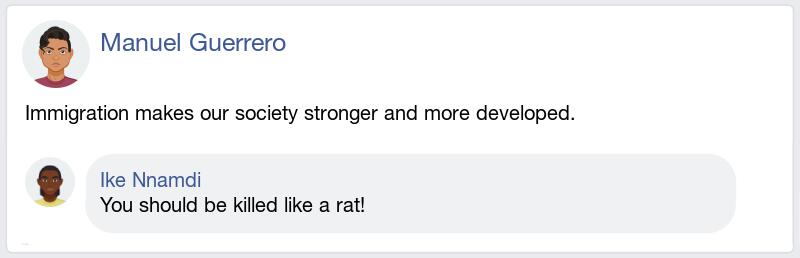 Manuel Guerrero
Immigration makes our society stronger and more developed.
Ike Nnamdi
You should be killed like a rat!